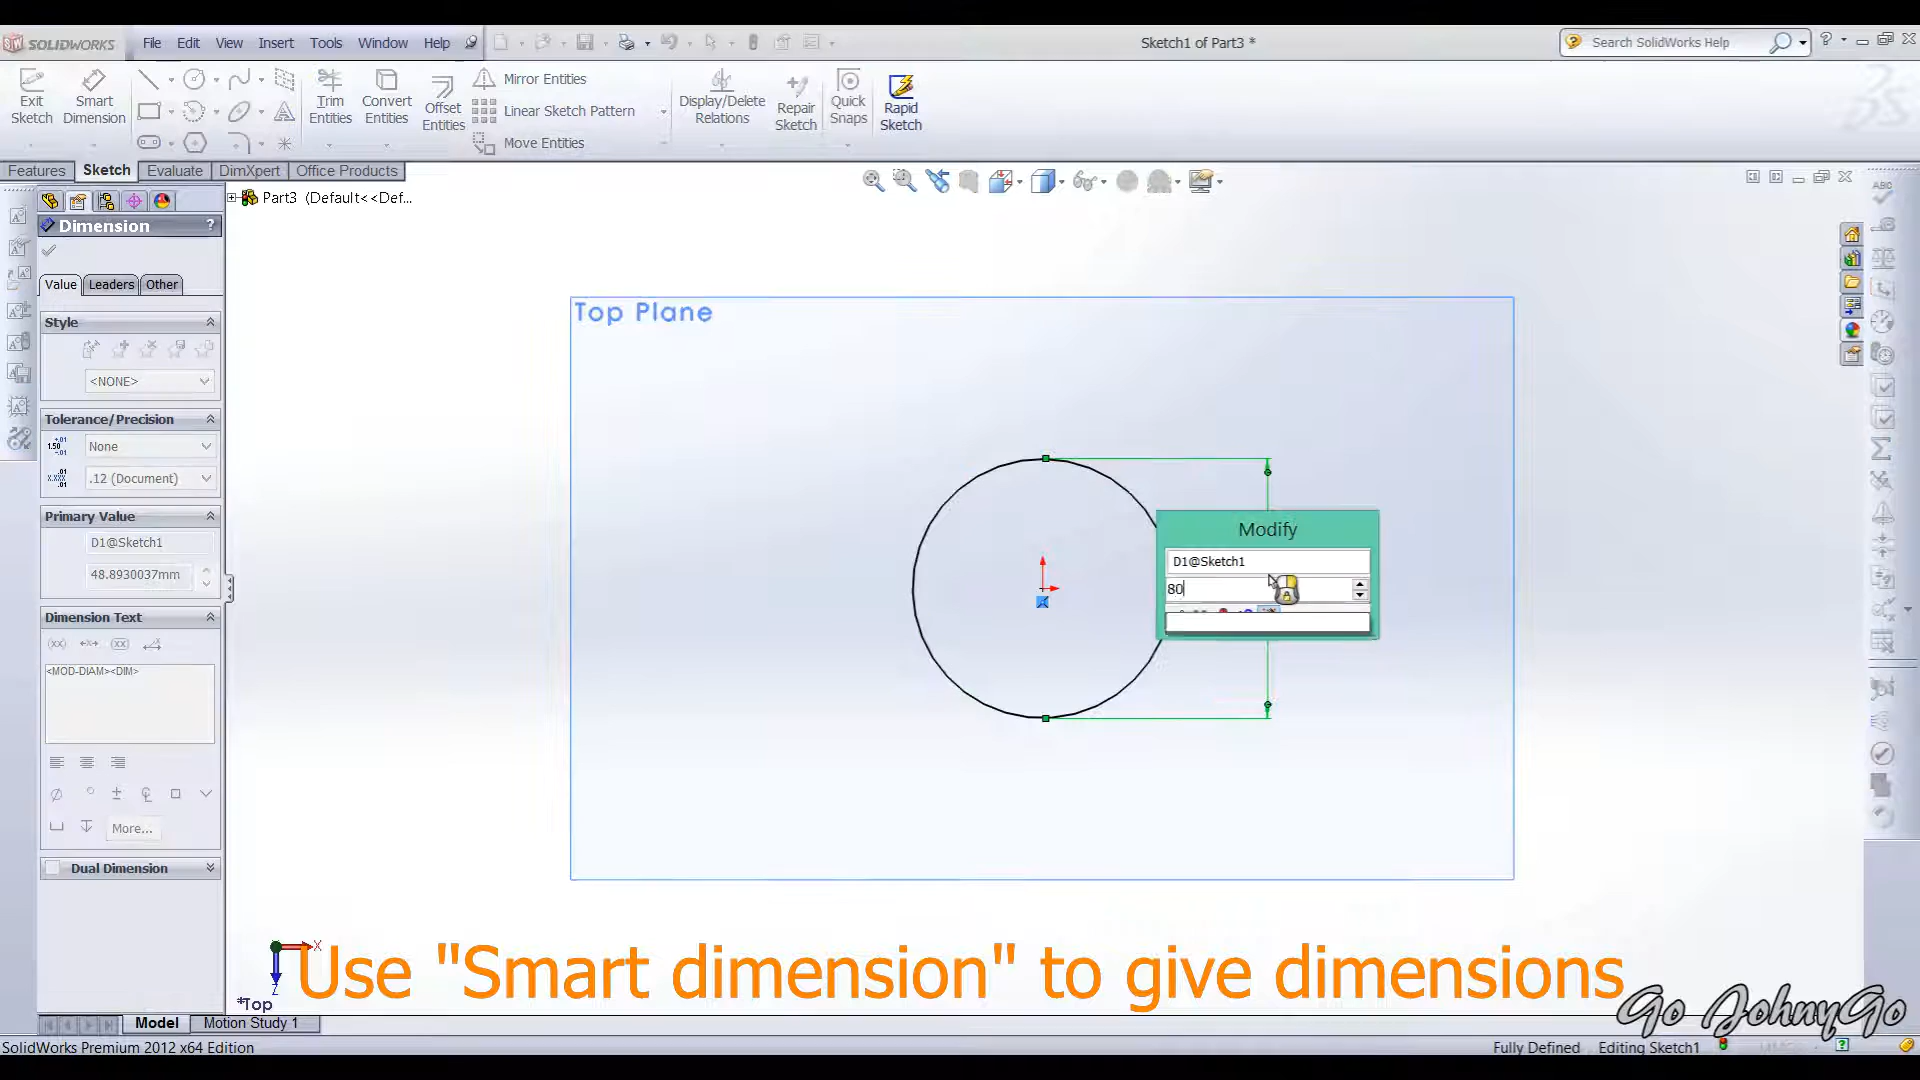 SOLIDWORKS File Edit View Insert Tools Window Help
Sketch1 of Part3 *
Search SolidWorks Help
Exit Sketch
Smart Dimension
Trim Entities
Convert Entities
Offset Entities
Mirror Entities
Linear Sketch Pattern
Move Entities
Display/Delete Relations
Repair Sketch
Quick Snaps
Rapid Sketch
Features Sketch Evaluate DimXpert Office Products
Part3 (Default<<Def...
Dimension ?
Value Leaders Other
Style
<NONE>
Tolerance/Precision
None
.12 (Document)
Primary Value
D1@Sketch1
48.8930037mm
Dimension Text
<MOD-DIAM><DIM>
More...
Dual Dimension
Top Plane
Modify
D1@Sketch1
80
X
Z
*Top
Use "Smart dimension" to give dimensions
Go JohnyGo
Model Motion Study 1
SolidWorks Premium 2012 x64 Edition
Fully Defined Editing Sketch1